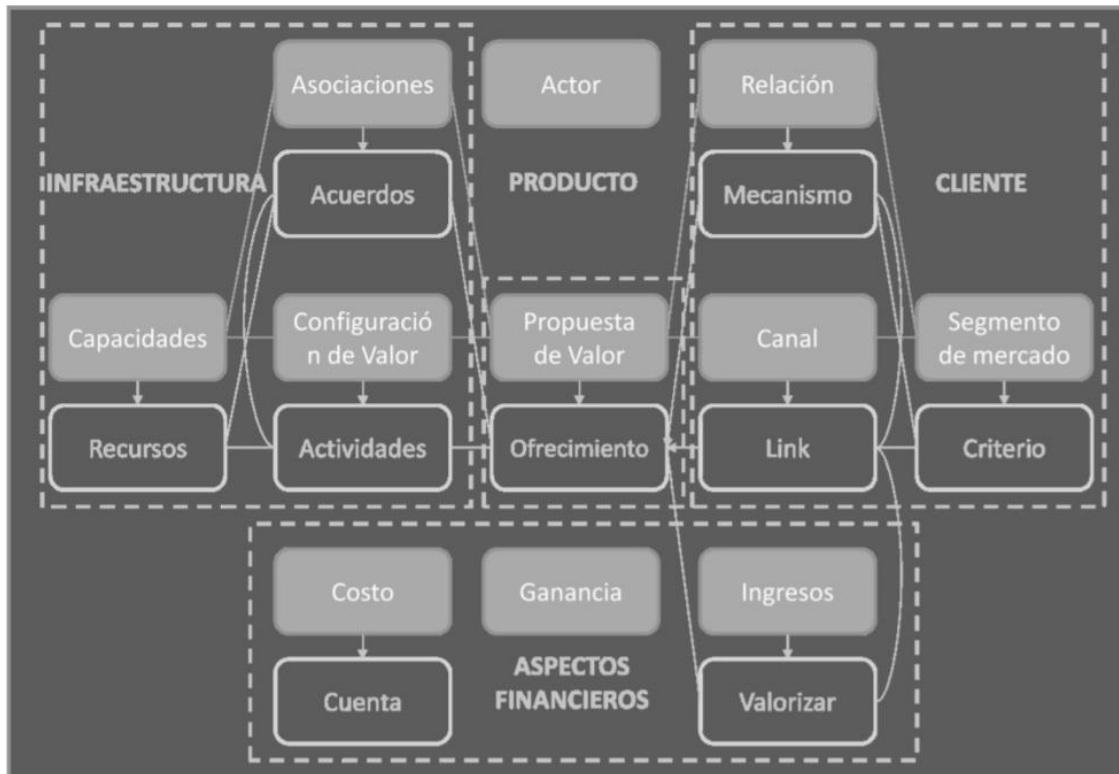 Asociaciones
Actor
Relación
INFRAESTRUCTURA
PRODUCTO
CLIENTE
Acuerdos
Mecanismo
Capacidades
Configuració
n de Valor
Propuesta
de Valor
Canal
Segmento
de mercado
Recursos
Actividades
Ofrecimiento
Link
Criterio
Costo
Ganancia
Ingresos
ASPECTOS
FINANCIEROS
Cuenta
Valorizar